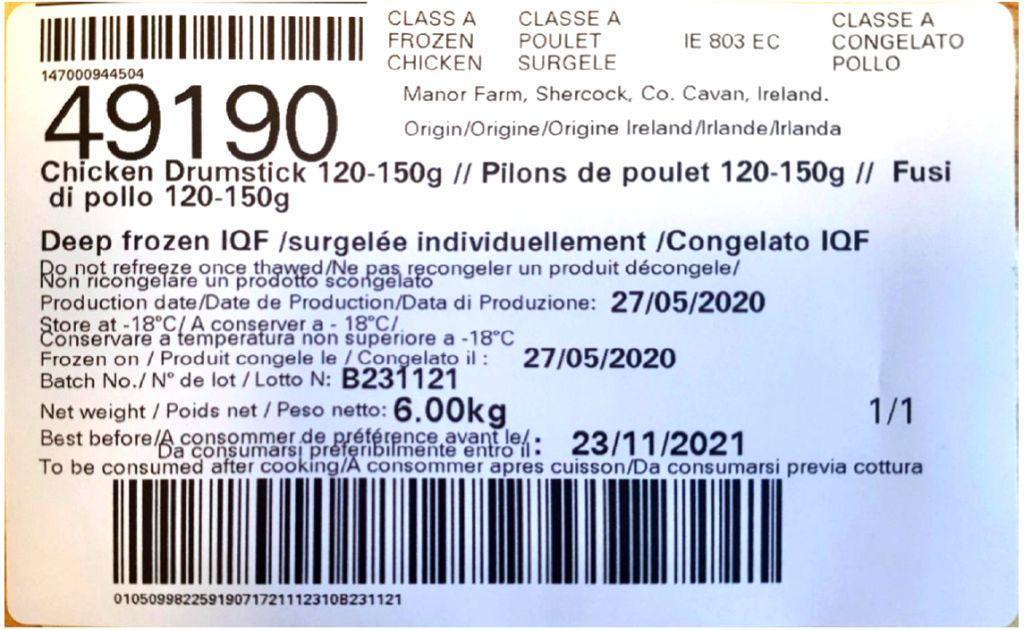 CLASS A CLASSE A CLASSE A
FROZEN POULET IE 803 EC CONGELATO
CHICKEN SURGELE POLLO
147000944504
49190
Manor Farm, Shercock, Co. Cavan, Ireland.
Origin/Origine/Origine Ireland/Irlande/Irlanda
Chicken Drumstick 120-150g // Pilons de poulet 120-150g // Fusi
di pollo 120-150g
Deep frozen IQF /surgelée individuellement /Congelato IQF
Do not refreeze once thawed/Ne pas recongeler un produit décongele/
Non ricongelare un prodotto scongelato
Production date/Date de Production/Data di Produzione: 27/05/2020
Store at -18°C/ A conserver a - 18°C/
Conservare a temperatura non superiore a -18°C
Frozen on / Produit congele le / Congelato il : 27/05/2020
Batch No./ N° de lot / Lotto N: B231121
Net weight / Poids net / Peso netto: 6.00kg 1/1
Best before/A consommer de préférence avant le/ : 23/11/2021
Da consumarsi preferibilmente entro il
To be consumed after cooking/A consommer apres cuisson/Da consumarsi previa cottura
01050998225919071721112310B231121